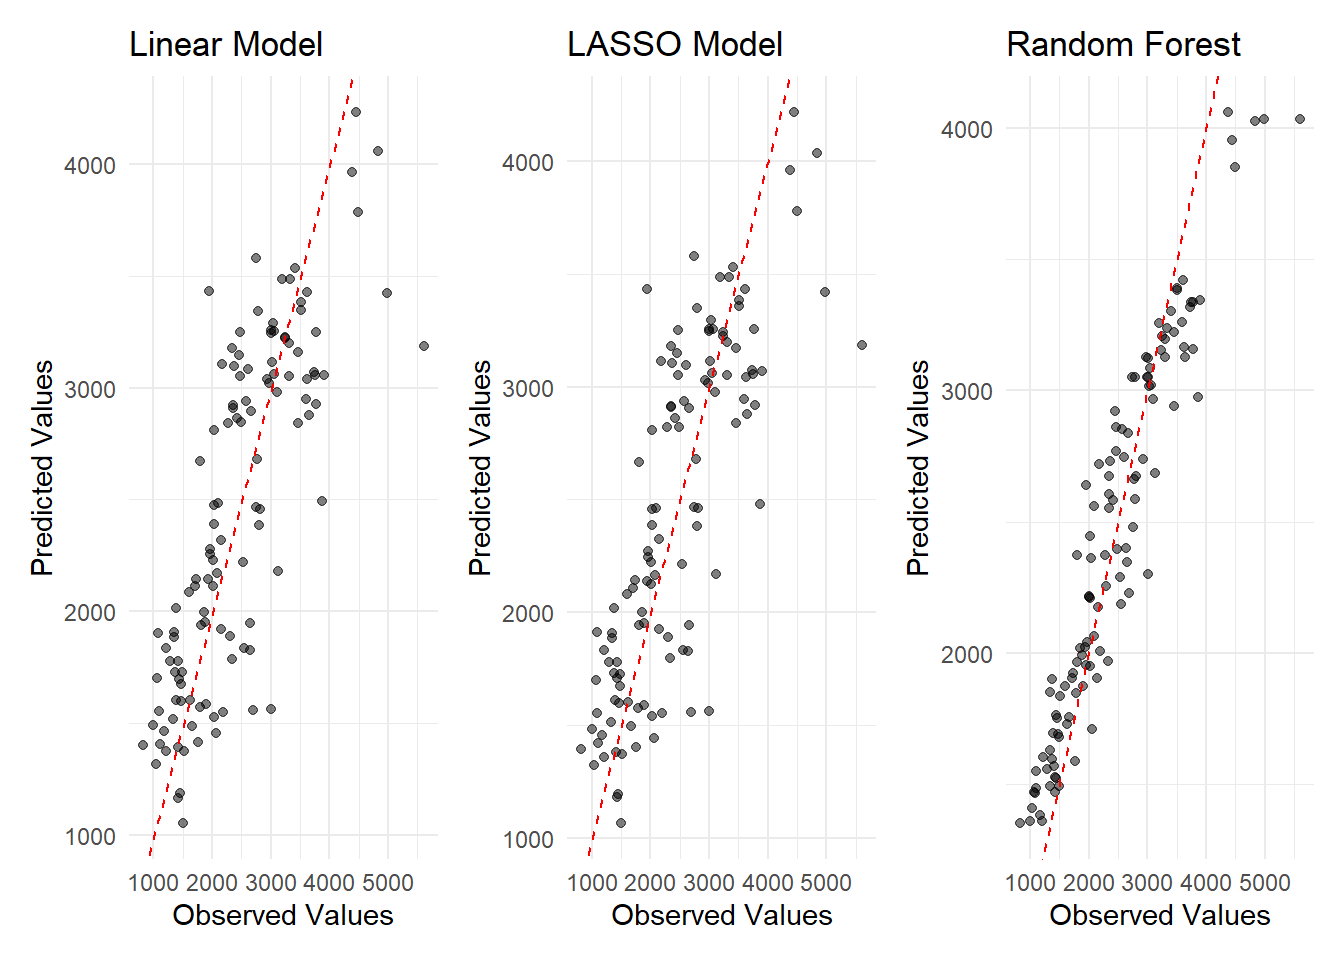 Linear Model
Predicted Values
4000
3000
2000
1000
1000 2000 3000 4000 5000
Observed Values
LASSO Model
Predicted Values
4000
3000
2000
1000
1000 2000 3000 4000 5000
Observed Values
Random Forest
Predicted Values
4000
3000
2000
1000 2000 3000 4000 5000
Observed Values